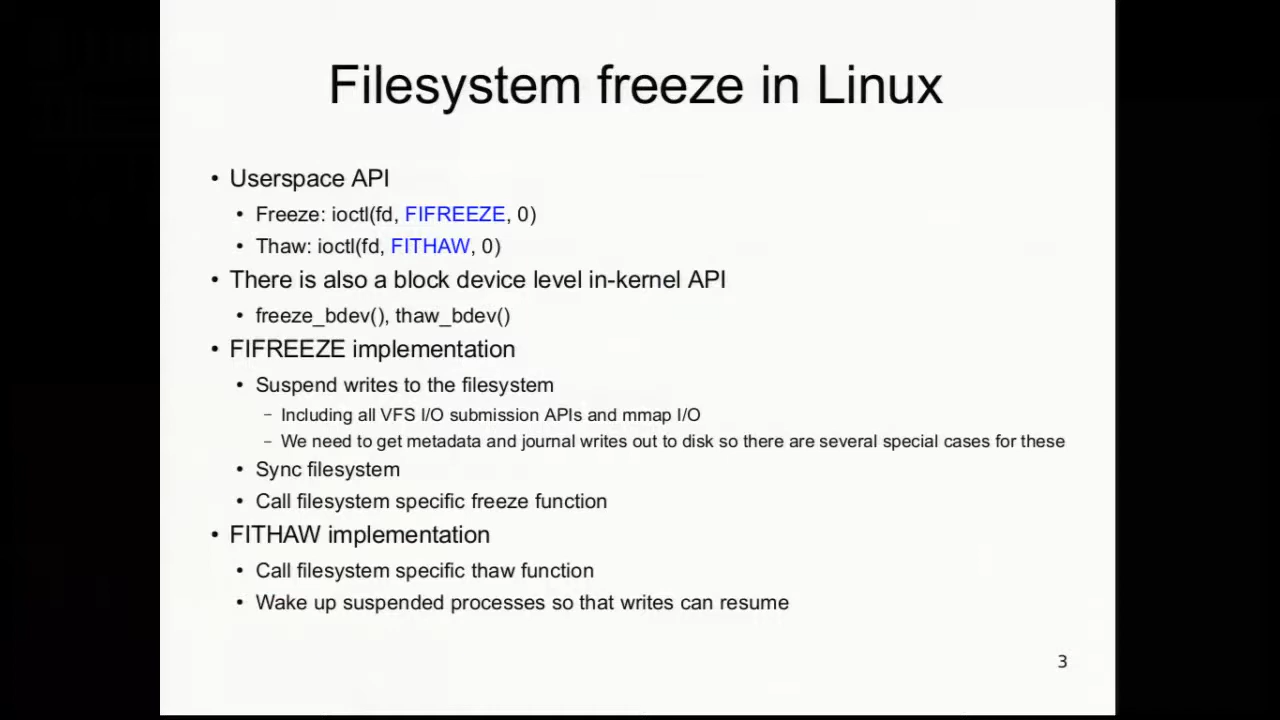 Filesystem freeze in Linux
• Userspace API
• Freeze: ioctl(fd, FIFREEZE, 0)
• Thaw: ioctl(fd, FITHAW, 0)
• There is also a block device level in-kernel API
• freeze_bdev(), thaw_bdev()
• FIFREEZE implementation
• Suspend writes to the filesystem
– Including all VFS I/O submission APIs and mmap I/O
– We need to get metadata and journal writes out to disk so there are several special cases for these
• Sync filesystem
• Call filesystem specific freeze function
• FITHAW implementation
• Call filesystem specific thaw function
• Wake up suspended processes so that writes can resume
3